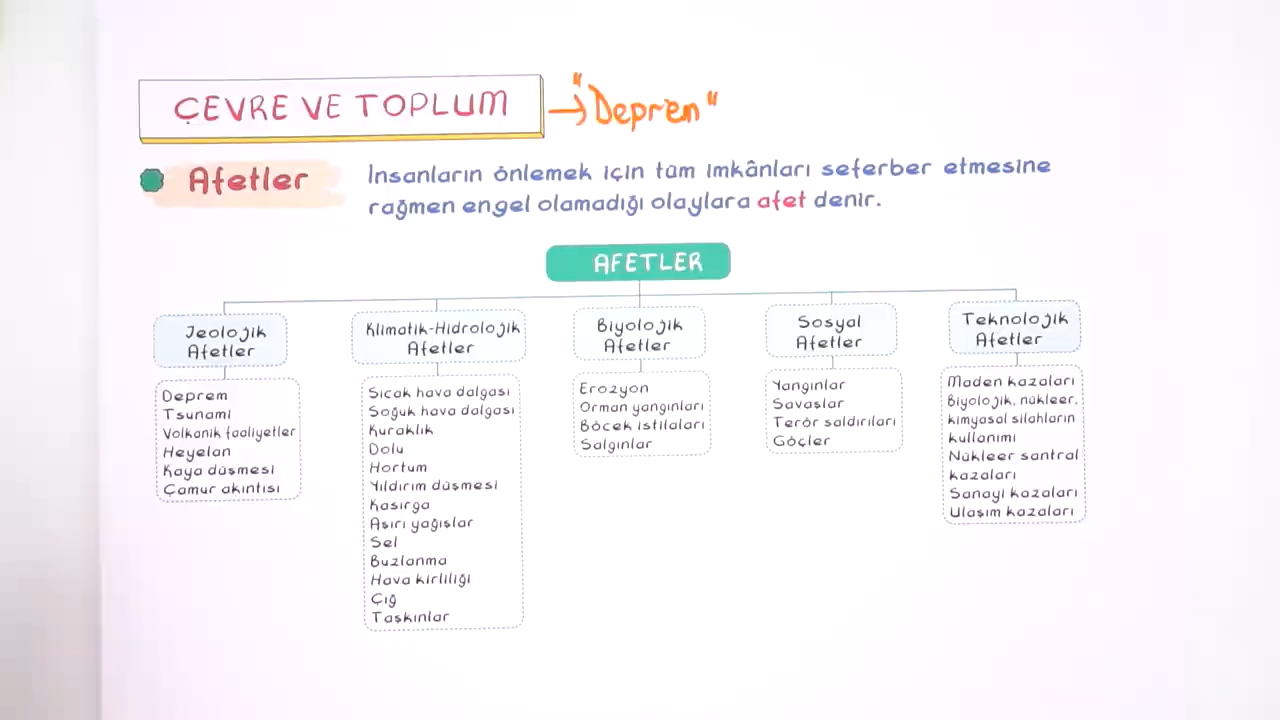 ÇEVRE VE TOPLUM → "Depren"
Afetler
İnsanların önlemek için tüm imkânları seferber etmesine
rağmen engel olamadığı olaylara afet denir.
AFETLER
Jeolojik
Afetler
Deprem
Tsunami
Volkanik faaliyetler
Heyelan
Kaya düşmesi
Çamur akıntısı
Klimatik-Hidrolojik
Afetler
Sıcak hava dalgası
Soğuk hava dalgası
Kuraklık
Dolu
Hortum
Yıldırım düşmesi
Kasırga
Aşırı yağışlar
Sel
Buzlanma
Hava kirliliği
Çığ
Taşkınlar
Biyolojik
Afetler
Erozyon
Orman yangınları
Böcek istilaları
Salgınlar
Sosyal
Afetler
Yangınlar
Savaşlar
Terör saldırıları
Göçler
Teknolojik
Afetler
Maden kazaları
Biyolojik, nükleer,
kimyasal silahların
kullanımı
Nükleer santral
kazaları
Sanayi kazaları
Ulaşım kazaları